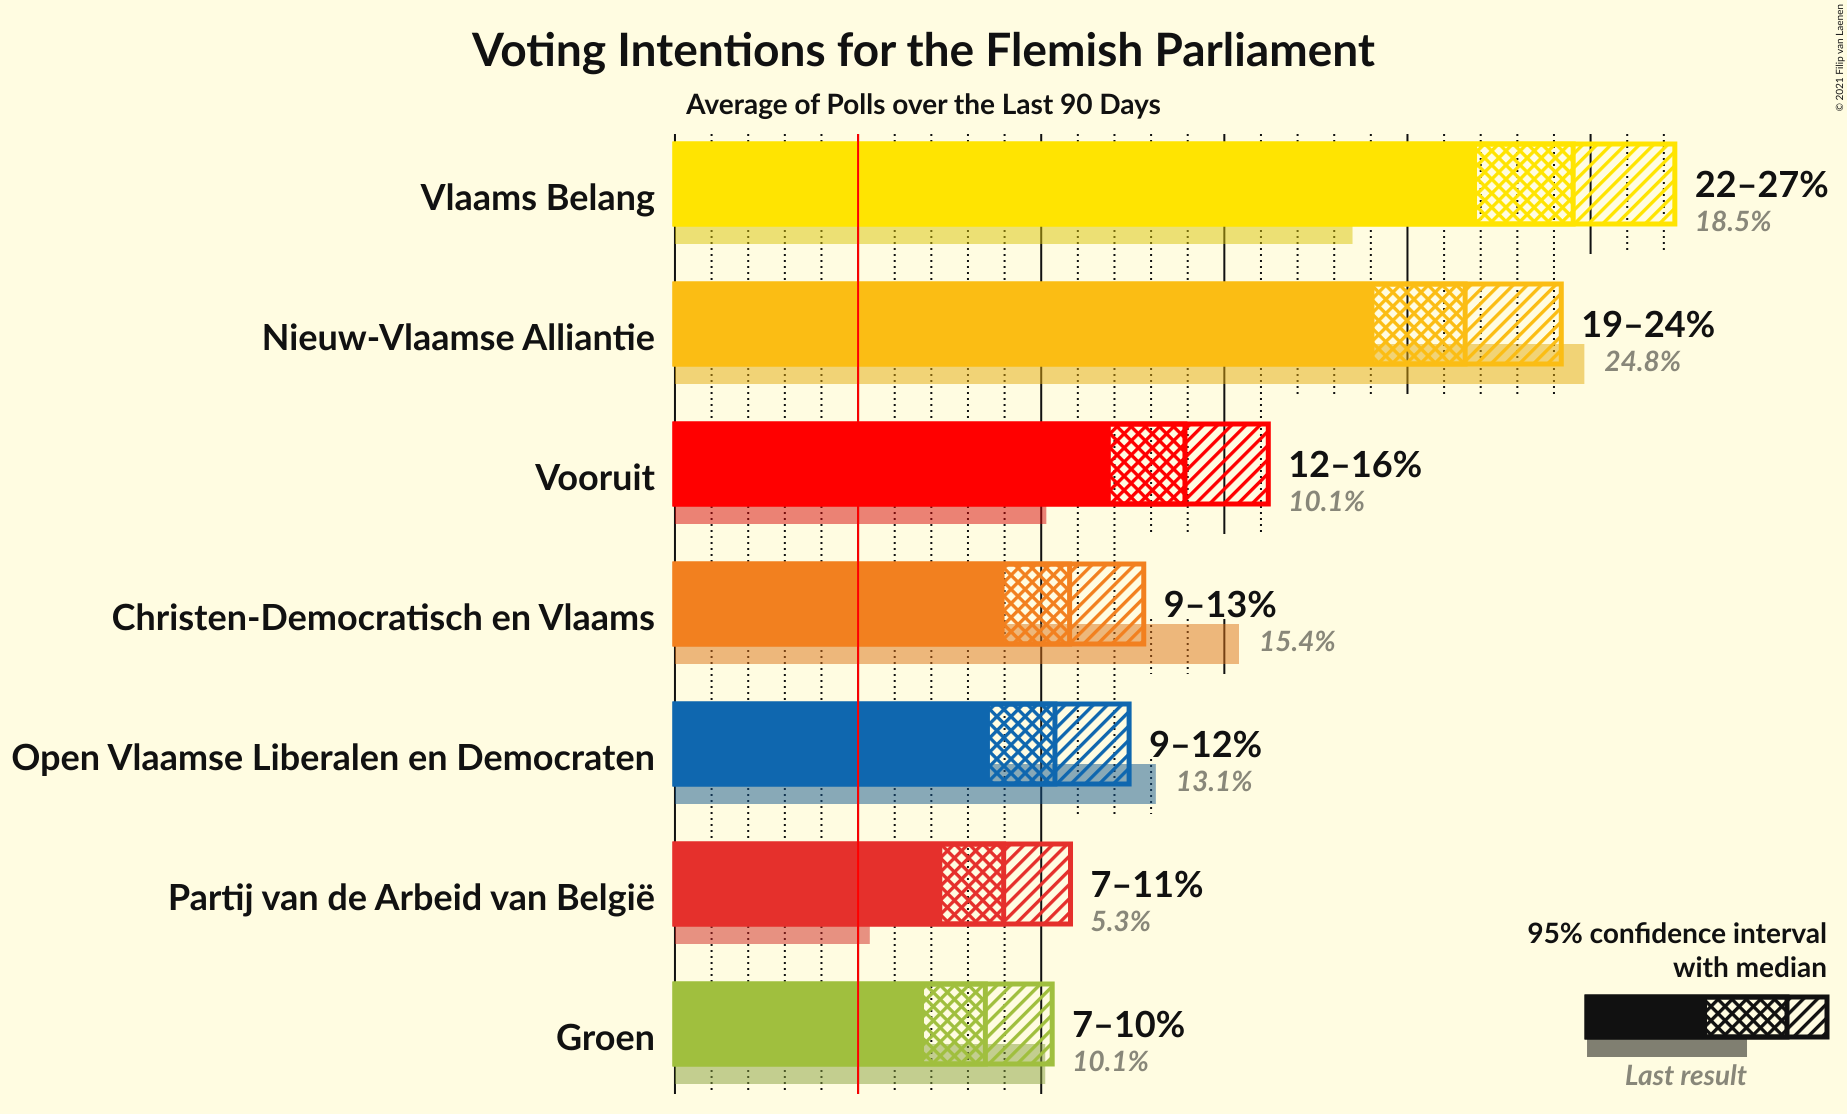 Voting Intentions for the Flemish Parliament
Average of Polls over the Last 90 Days
© 2021 Filip van Laenen
Vlaams Belang
22–27%
18.5%
Nieuw-Vlaamse Alliantie
19–24%
24.8%
Vooruit
12–16%
10.1%
Christen-Democratisch en Vlaams
9–13%
15.4%
Open Vlaamse Liberalen en Democraten
9–12%
13.1%
Partij van de Arbeid van België
7–11%
5.3%
Groen
7–10%
10.1%
95% confidence interval
with median
Last result